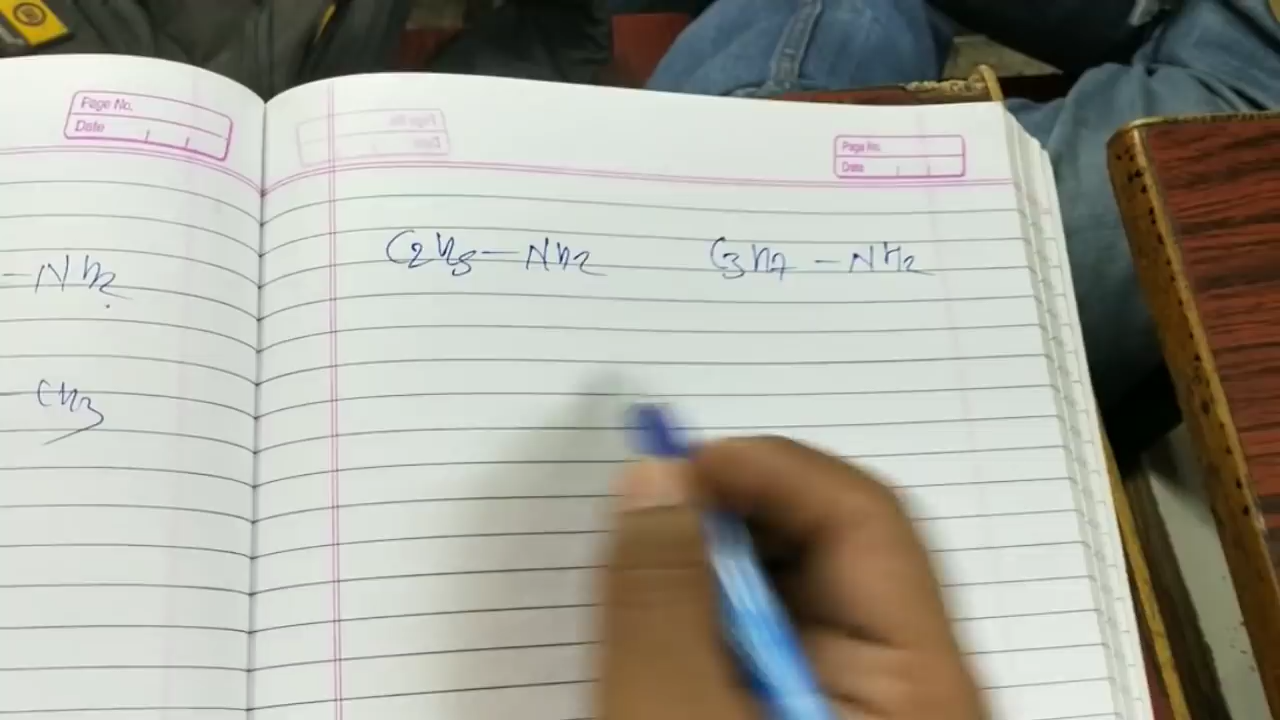 Page No.
Date
Page No.
Date
–NH2
CH3
C2H5–NH2 C3H7–NH2